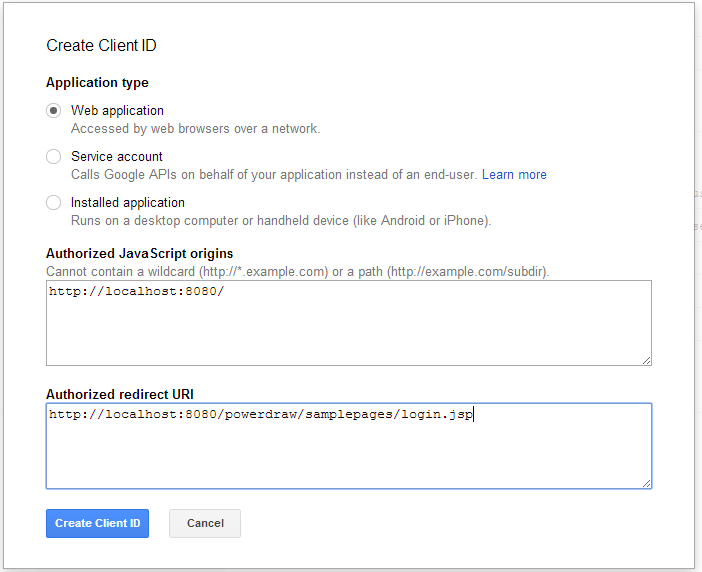 Create Client ID
Application type
Web application
Accessed by web browsers over a network.
Service account
Calls Google APIs on behalf of your application instead of an end-user. Learn more
Installed application
Runs on a desktop computer or handheld device (like Android or iPhone).
Authorized JavaScript origins
Cannot contain a wildcard (http://*.example.com) or a path (http://example.com/subdir).
http://localhost:8080/
Authorized redirect URI
http://localhost:8080/powerdraw/samplepages/login.jsp
Create Client ID Cancel